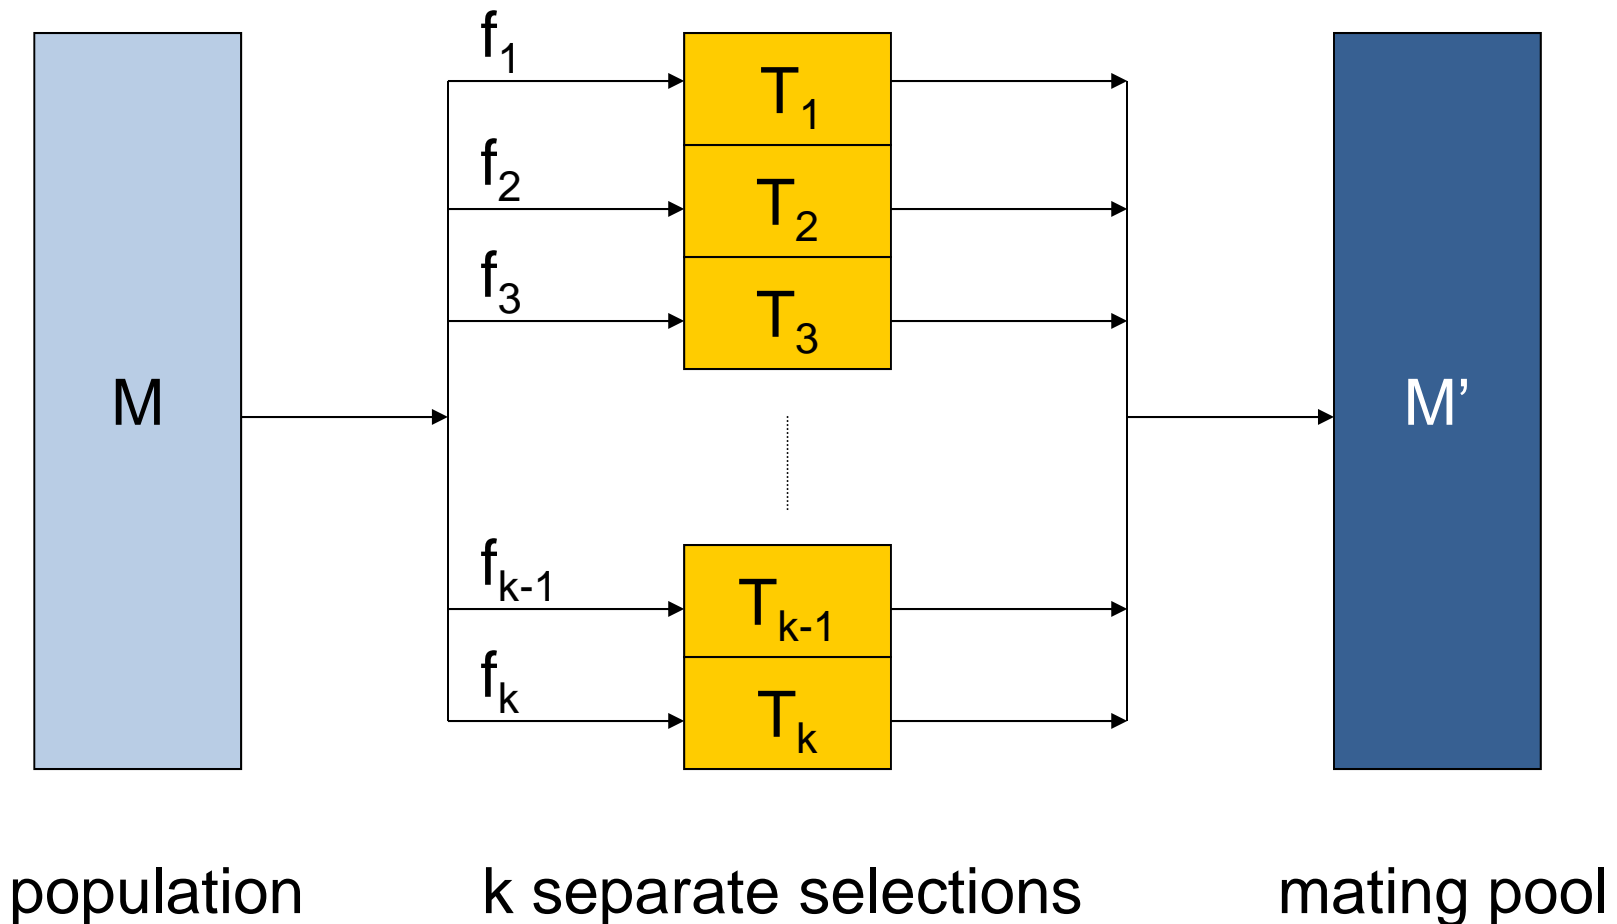 f1
T1
f2
T2
f3
T3
M
M’
fk-1
Tk-1
fk
Tk
population
k separate selections
mating pool